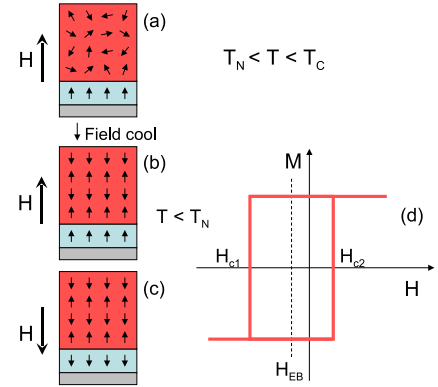 (a)
H
T_N < T < T_C
Field cool
(b)
H
T < T_N
(c)
H
M
(d)
H_c1
H_c2
H
H_EB